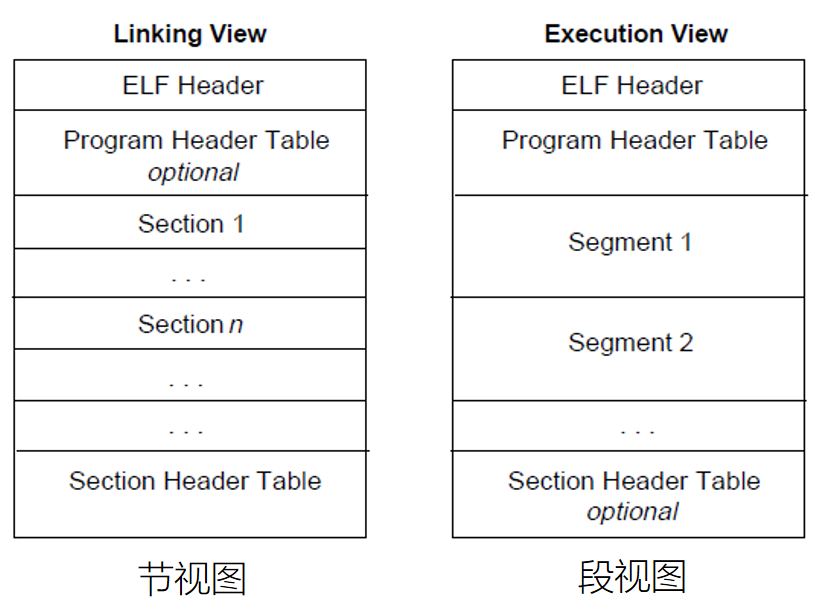 Linking View
ELF Header
Program Header Table
optional
Section 1
. . .
Section n
. . .
. . .
Section Header Table
节视图
Execution View
ELF Header
Program Header Table
Segment 1
Segment 2
. . .
Section Header Table
optional
段视图